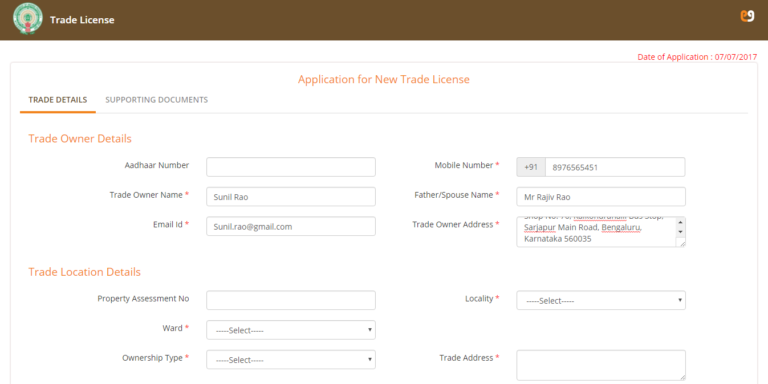 Trade License
Date of Application : 07/07/2017
Application for New Trade License
TRADE DETAILS SUPPORTING DOCUMENTS
Trade Owner Details
Aadhaar Number Mobile Number * +91 8976565451
Trade Owner Name * Sunil Rao Father/Spouse Name * Mr Rajiv Rao
Email Id * Sunil.rao@gmail.com Trade Owner Address *
Sarjapur Main Road, Bengaluru,
Karnataka 560035
Trade Location Details
Property Assessment No Locality * -----Select-----
Ward * -----Select-----
Ownership Type * -----Select----- Trade Address *